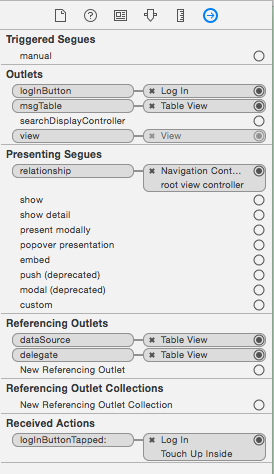 Triggered Segues
manual
Outlets
logInButton Log In
msgTable Table View
searchDisplayController
view View
Presenting Segues
relationship Navigation Cont...
root view controller
show
show detail
present modally
popover presentation
embed
push (deprecated)
modal (deprecated)
custom
Referencing Outlets
dataSource Table View
delegate Table View
New Referencing Outlet
Referencing Outlet Collections
New Referencing Outlet Collection
Received Actions
logInButtonTapped: Log In
Touch Up Inside